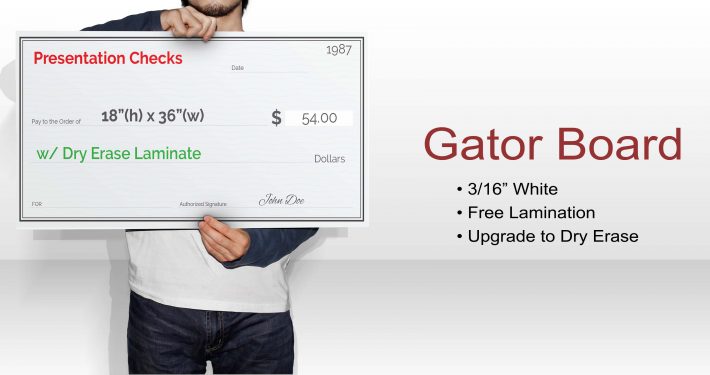 Presentation Checks
1987
Date
Pay to the Order of
18”(h) x 36”(w)
$ 54.00
w/ Dry Erase Laminate
Dollars
FOR
Authorized Signature
John Doe
Gator Board
• 3/16” White
• Free Lamination
• Upgrade to Dry Erase